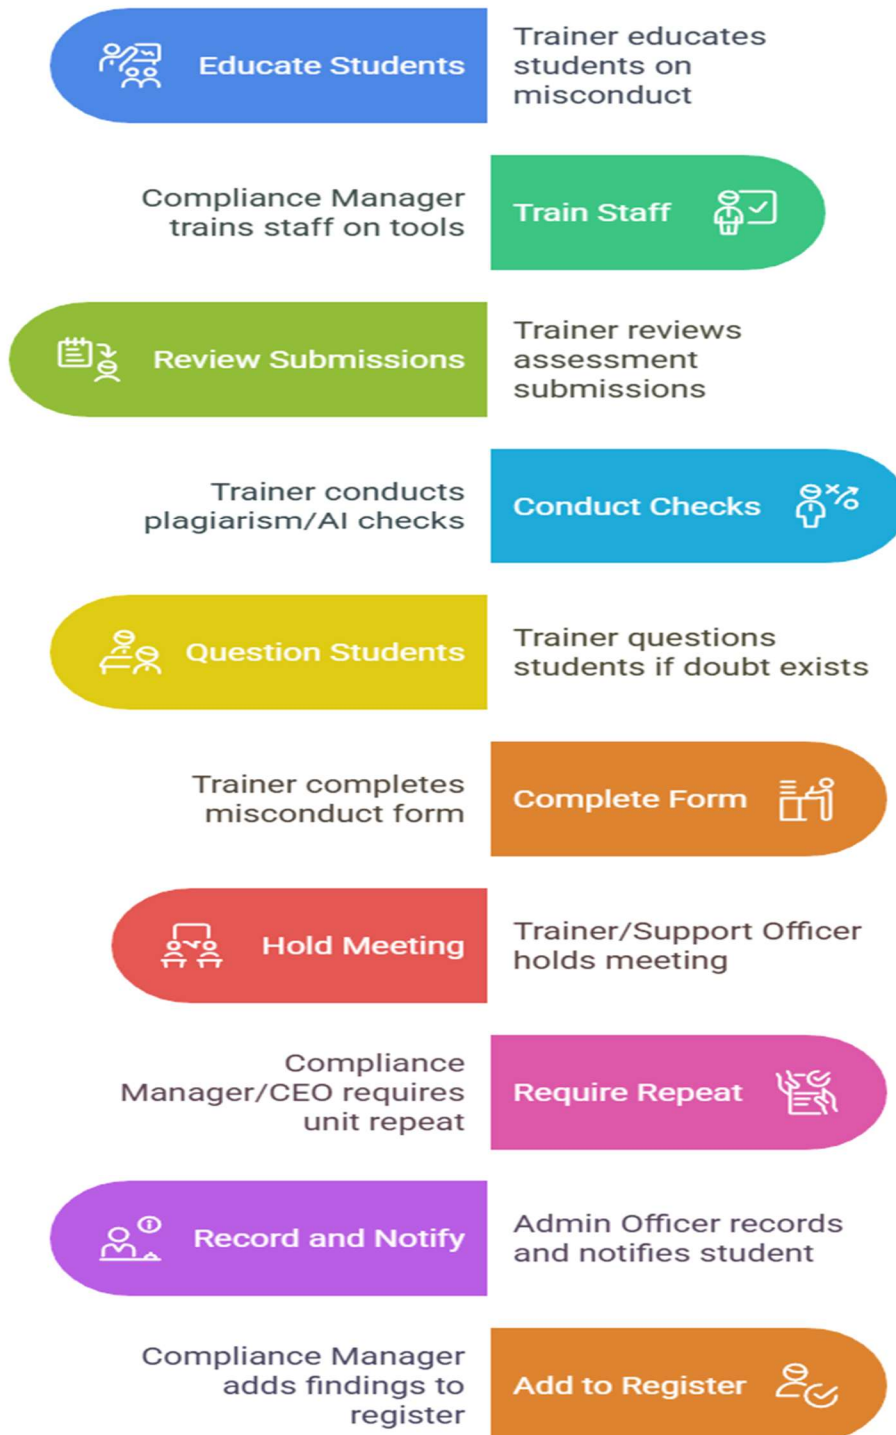 Educate Students
Trainer educates
students on
misconduct
Compliance Manager
trains staff on tools
Train Staff
Review Submissions
Trainer reviews
assessment
submissions
Trainer conducts
plagiarism/AI checks
Conduct Checks
Question Students
Trainer questions
students if doubt exists
Trainer completes
misconduct form
Complete Form
Hold Meeting
Trainer/Support Officer
holds meeting
Compliance
Manager/CEO requires
unit repeat
Require Repeat
Record and Notify
Admin Officer records
and notifies student
Compliance Manager
adds findings to
register
Add to Register